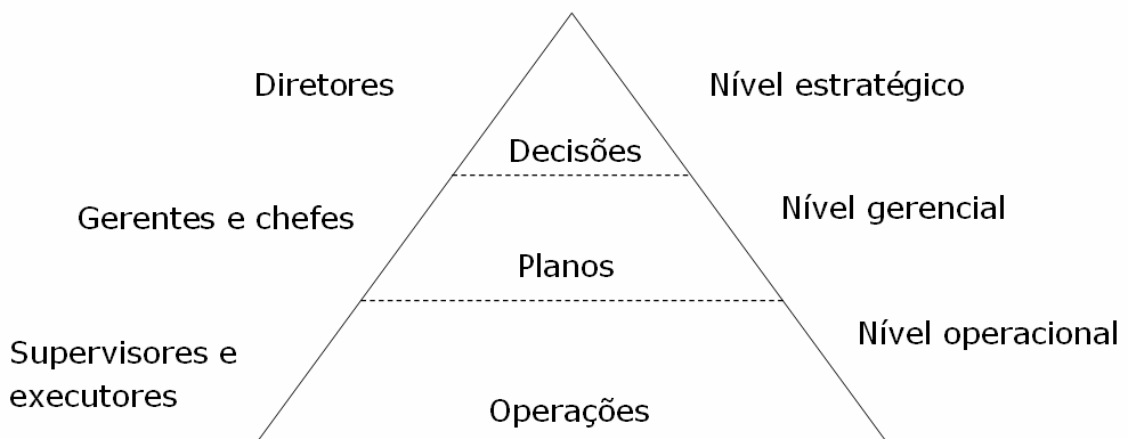 Diretores
Nível estratégico
Decisões
Gerentes e chefes
Nível gerencial
Planos
Supervisores e
executores
Nível operacional
Operações